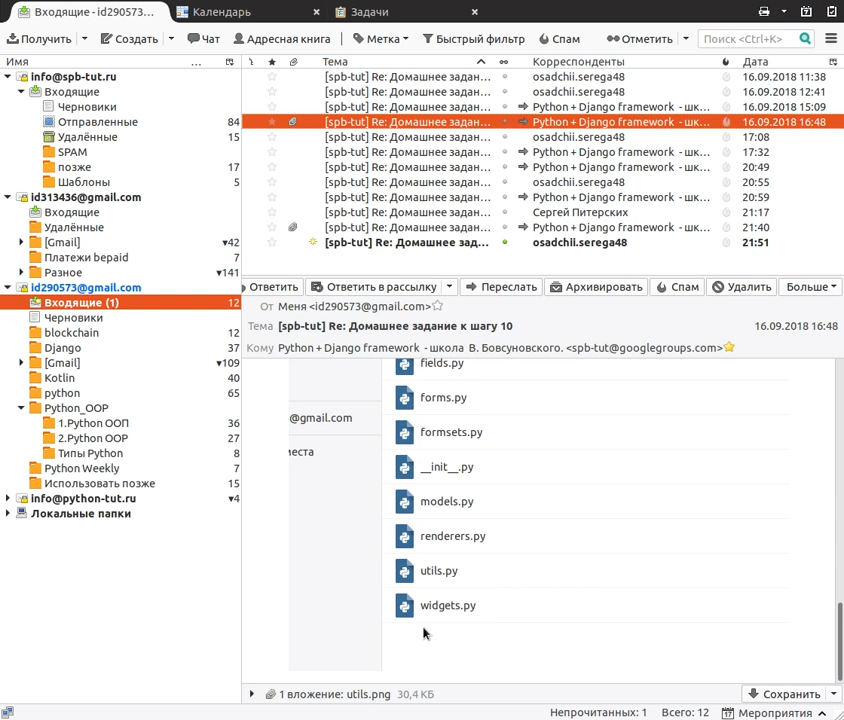 Входящие - id290573... Календарь × Задачи ×
Получить Создать Чат Адресная книга Метка Быстрый фильтр Спам Отметить Поиск <Ctrl+K>
Имя ... Тема Корреспонденты Дата
info@spb-tut.ru
Входящие
Черновики
Отправленные 84
Удалённые 15
SPAM
позже 17
Шаблоны 5
id313436@gmail.com
Входящие
Удалённые
[Gmail] ▾42
Платежи bepaid 7
Разное ▾141
id290573@gmail.com
Входящие (1) 12
Черновики
blockchain 12
Django 37
[Gmail] ▾109
Kotlin 40
python 65
Python_OOP
1.Python ООП 36
2.Python OOP 27
Типы Python 8
Python Weekly 7
Использовать позже 15
info@python-tut.ru ▾4
Локальные папки
[spb-tut] Re: Домашнее задан... osadchii.serega48 16.09.2018 11:38
[spb-tut] Re: Домашнее задан... osadchii.serega48 16.09.2018 12:41
[spb-tut] Re: Домашнее задан... Python + Django framework - шк... 16.09.2018 15:09
[spb-tut] Re: Домашнее задан... Python + Django framework - шк... 16.09.2018 16:48
[spb-tut] Re: Домашнее задан... osadchii.serega48 17:08
[spb-tut] Re: Домашнее задан... Python + Django framework - шк... 17:32
[spb-tut] Re: Домашнее задан... Python + Django framework - шк... 20:49
[spb-tut] Re: Домашнее задан... osadchii.serega48 20:55
[spb-tut] Re: Домашнее задан... Python + Django framework - шк... 20:59
[spb-tut] Re: Домашнее задан... Сергей Питерских 21:17
[spb-tut] Re: Домашнее задан... Python + Django framework - шк... 21:40
[spb-tut] Re: Домашнее зад... osadchii.serega48 21:51
Ответить Ответить в рассылку Переслать Архивировать Спам Удалить Больше
От Меня <id290573@gmail.com>
Тема [spb-tut] Re: Домашнее задание к шагу 10 16.09.2018 16:48
Кому Python + Django framework - школа В. Бовсуновского. <spb-tut@googlegroups.com>
fields.py
forms.py
@gmail.com
formsets.py
места
__init__.py
models.py
renderers.py
utils.py
widgets.py
1 вложение: utils.png 30,4 КБ Сохранить
Непрочитанных: 1 Всего: 12 17 Мероприятия